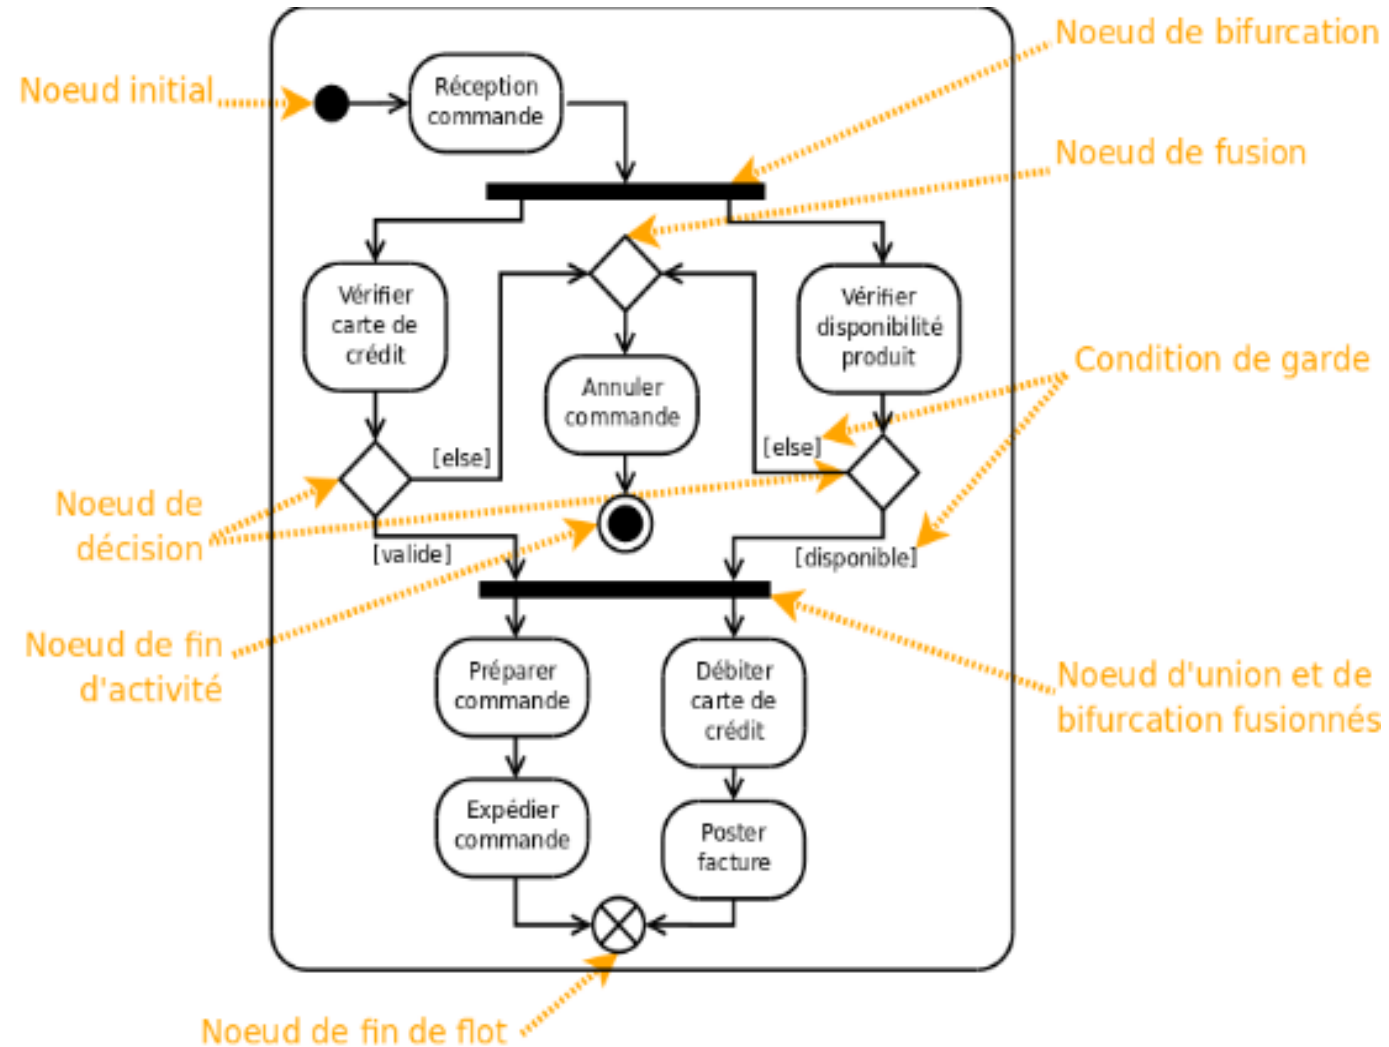 Noeud de bifurcation
Noeud initial
Réception
commande
Noeud de fusion
Vérifier
carte de
crédit
Vérifier
disponibilité
produit
Annuler
commande
Condition de garde
[else]
[else]
Noeud de
décision
[valide]
[disponible]
Noeud de fin
d'activité
Préparer
commande
Débiter
carte de
crédit
Noeud d'union et de
bifurcation fusionnés
Expédier
commande
Poster
facture
Noeud de fin de flot